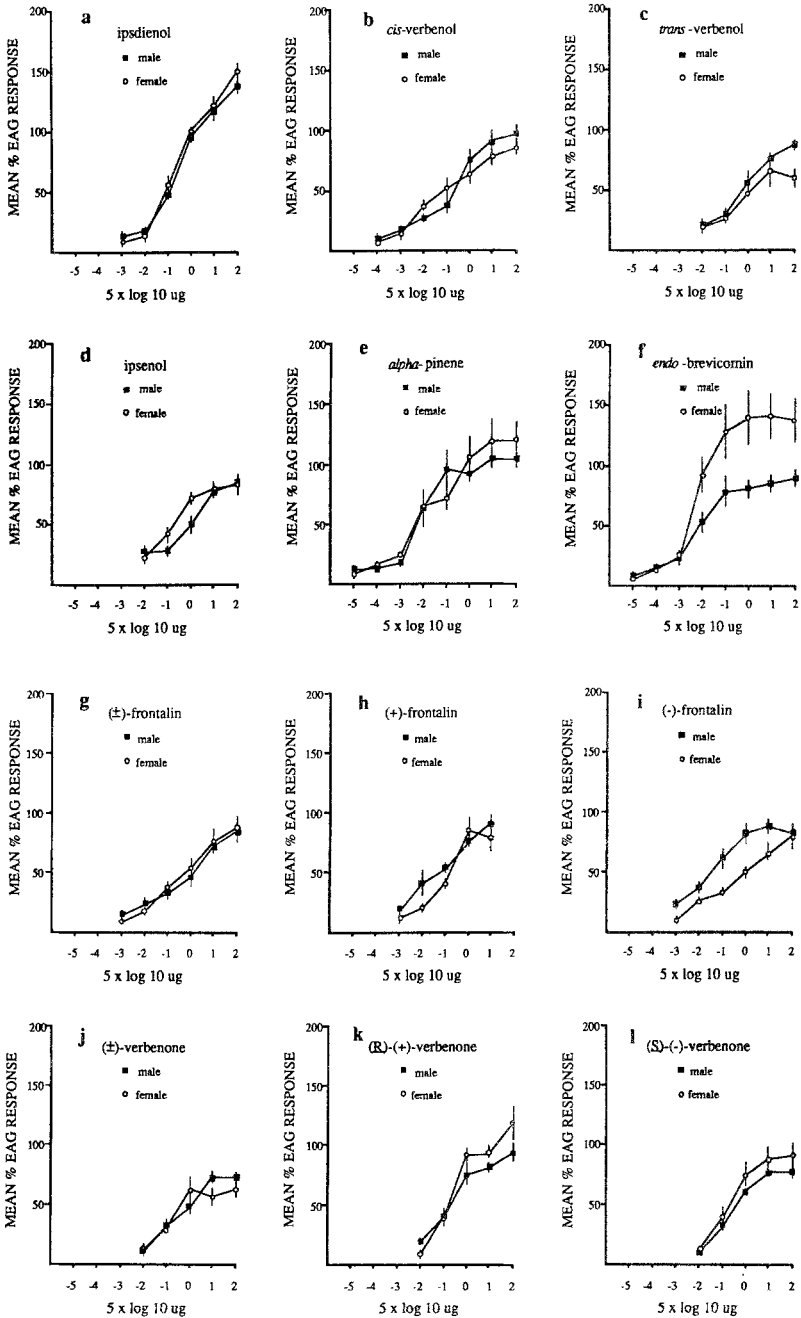 a
ipsdienol
male
female
MEAN % EAG RESPONSE
200
150
100
50
-5 -4 -3 -2 -1 0 1 2
5 x log 10 ug
b
cis-verbenol
male
female
MEAN % EAG RESPONSE
200
150
100
50
-5 -4 -3 -2 -1 0 1 2
5 x log 10 ug
c
trans-verbenol
male
female
MEAN % EAG RESPONSE
200
150
100
50
-5 -4 -3 -2 -1 0 1 2
5 x log 10 ug
d
ipsenol
male
female
MEAN % EAG RESPONSE
200
150
100
50
-5 -4 -3 -2 -1 0 1 2
5 x log 10 ug
e
alpha-pinene
male
female
MEAN % EAG RESPONSE
200
150
100
50
-5 -4 -3 -2 -1 0 1 2
5 x log 10 ug
f
endo-brevicomin
male
female
MEAN % EAG RESPONSE
200
150
100
50
-5 -4 -3 -2 -1 0 1 2
5 x log 10 ug
g
(±)-frontalin
male
female
MEAN % EAG RESPONSE
200
150
100
50
-5 -4 -3 -2 -1 0 1 2
5 x log 10 ug
h
(+)-frontalin
male
female
MEAN % EAG RESPONSE
200
150
100
50
-5 -4 -3 -2 -1 0 1 2
5 x log 10 ug
i
(-)-frontalin
male
female
MEAN % EAG RESPONSE
200
150
100
50
-5 -4 -3 -2 -1 0 1 2
5 x log 10 ug
j
(±)-verbenone
male
female
MEAN % EAG RESPONSE
200
150
100
50
-5 -4 -3 -2 -1 0 1 2
5 x log 10 ug
k
(R)-(+)-verbenone
male
female
MEAN % EAG RESPONSE
200
150
100
50
-5 -4 -3 -2 -1 0 1 2
5 x log 10 ug
l
(S)-(-)-verbenone
male
female
MEAN % EAG RESPONSE
200
150
100
50
-5 -4 -3 -2 -1 0 1 2
5 x log 10 ug